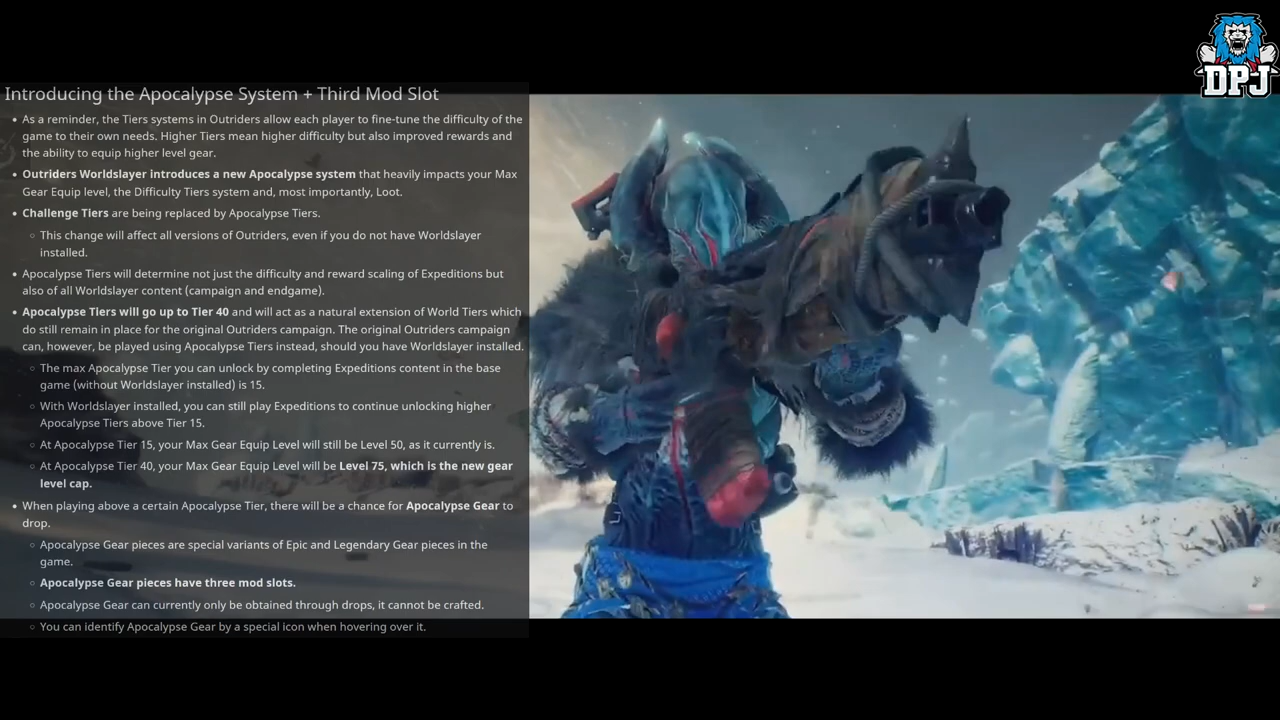 Introducing the Apocalypse System + Third Mod Slot
• As a reminder, the Tiers systems in Outriders allow each player to fine-tune the difficulty of the
game to their own needs. Higher Tiers mean higher difficulty but also improved rewards and
the ability to equip higher level gear.
• Outriders Worldslayer introduces a new Apocalypse system that heavily impacts your Max
Gear Equip level, the Difficulty Tiers system and, most importantly, Loot.
• Challenge Tiers are being replaced by Apocalypse Tiers.
◦ This change will affect all versions of Outriders, even if you do not have Worldslayer
installed.
• Apocalypse Tiers will determine not just the difficulty and reward scaling of Expeditions but
also of all Worldslayer content (campaign and endgame).
• Apocalypse Tiers will go up to Tier 40 and will act as a natural extension of World Tiers which
do still remain in place for the original Outriders campaign. The original Outriders campaign
can, however, be played using Apocalypse Tiers instead, should you have Worldslayer installed.
◦ The max Apocalypse Tier you can unlock by completing Expeditions content in the base
game (without Worldslayer installed) is 15.
◦ With Worldslayer installed, you can still play Expeditions to continue unlocking higher
Apocalypse Tiers above Tier 15.
◦ At Apocalypse Tier 15, your Max Gear Equip Level will still be Level 50, as it currently is.
◦ At Apocalypse Tier 40, your Max Gear Equip Level will be Level 75, which is the new gear
level cap.
• When playing above a certain Apocalypse Tier, there will be a chance for Apocalypse Gear to
drop.
◦ Apocalypse Gear pieces are special variants of Epic and Legendary Gear pieces in the
game.
◦ Apocalypse Gear pieces have three mod slots.
◦ Apocalypse Gear can currently only be obtained through drops, it cannot be crafted.
◦ You can identify Apocalypse Gear by a special icon when hovering over it.
DPJ